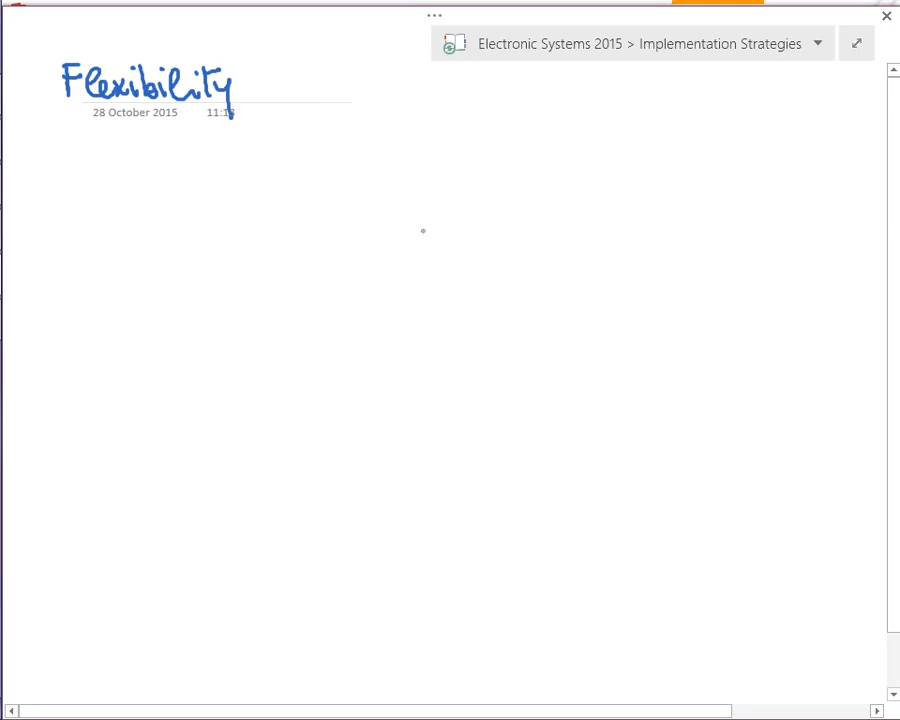 Electronic Systems 2015 > Implementation Strategies
Flexibility
28 October 2015